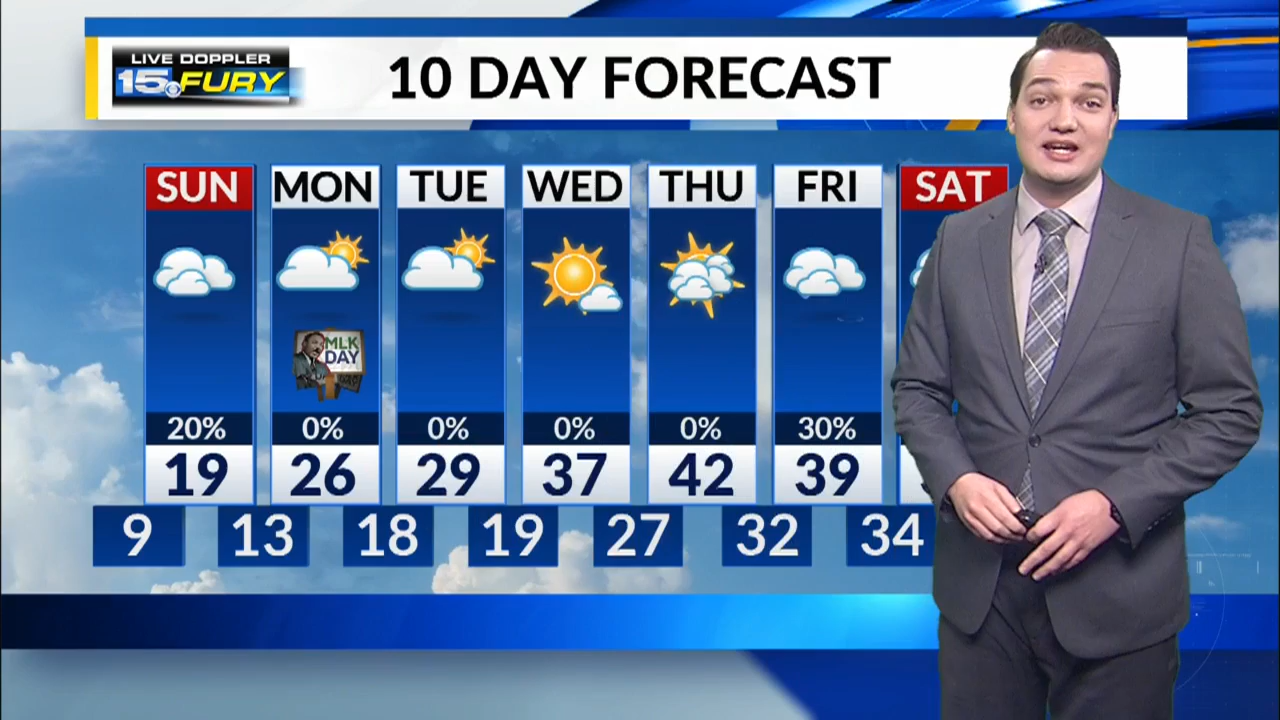 LIVE DOPPLER
15 FURY
10 DAY FORECAST
SUN MON TUE WED THU FRI SAT
MLK
DAY
20% 0% 0% 0% 0% 30%
19 26 29 37 42 39
9 13 18 19 27 32 34